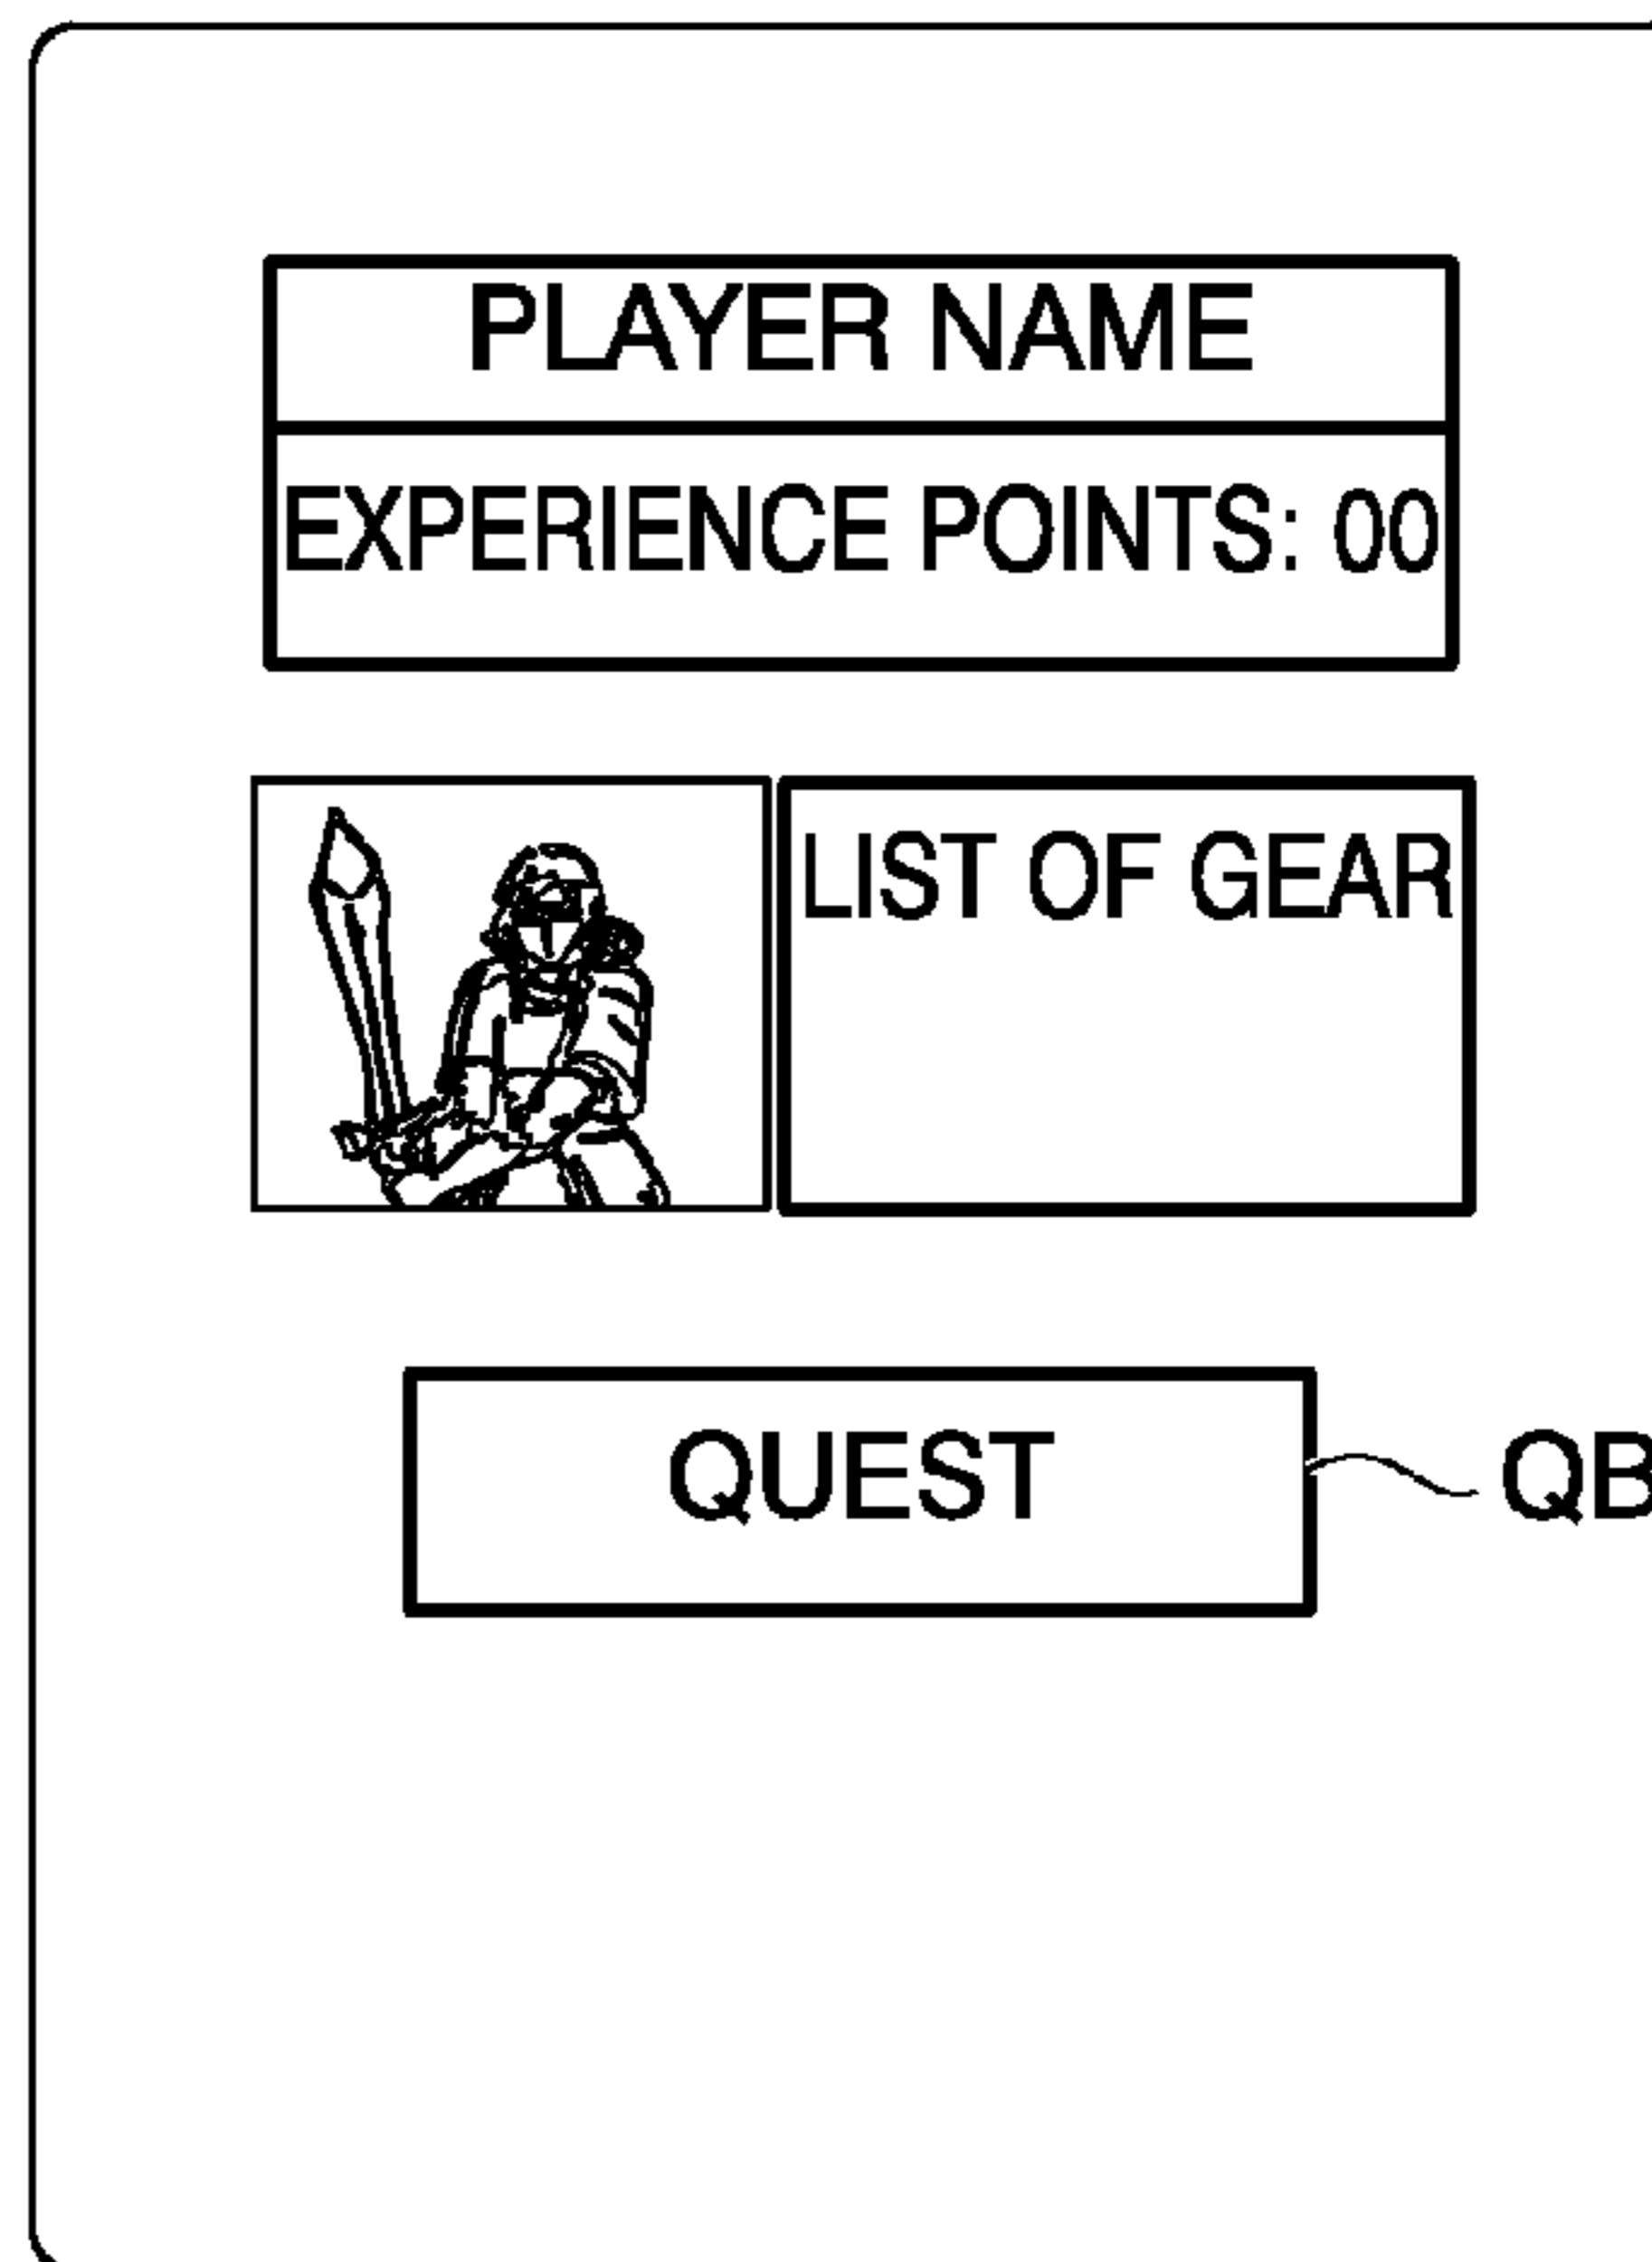 PLAYER NAME
EXPERIENCE POINTS: 00
LIST OF GEAR
QUEST
QB